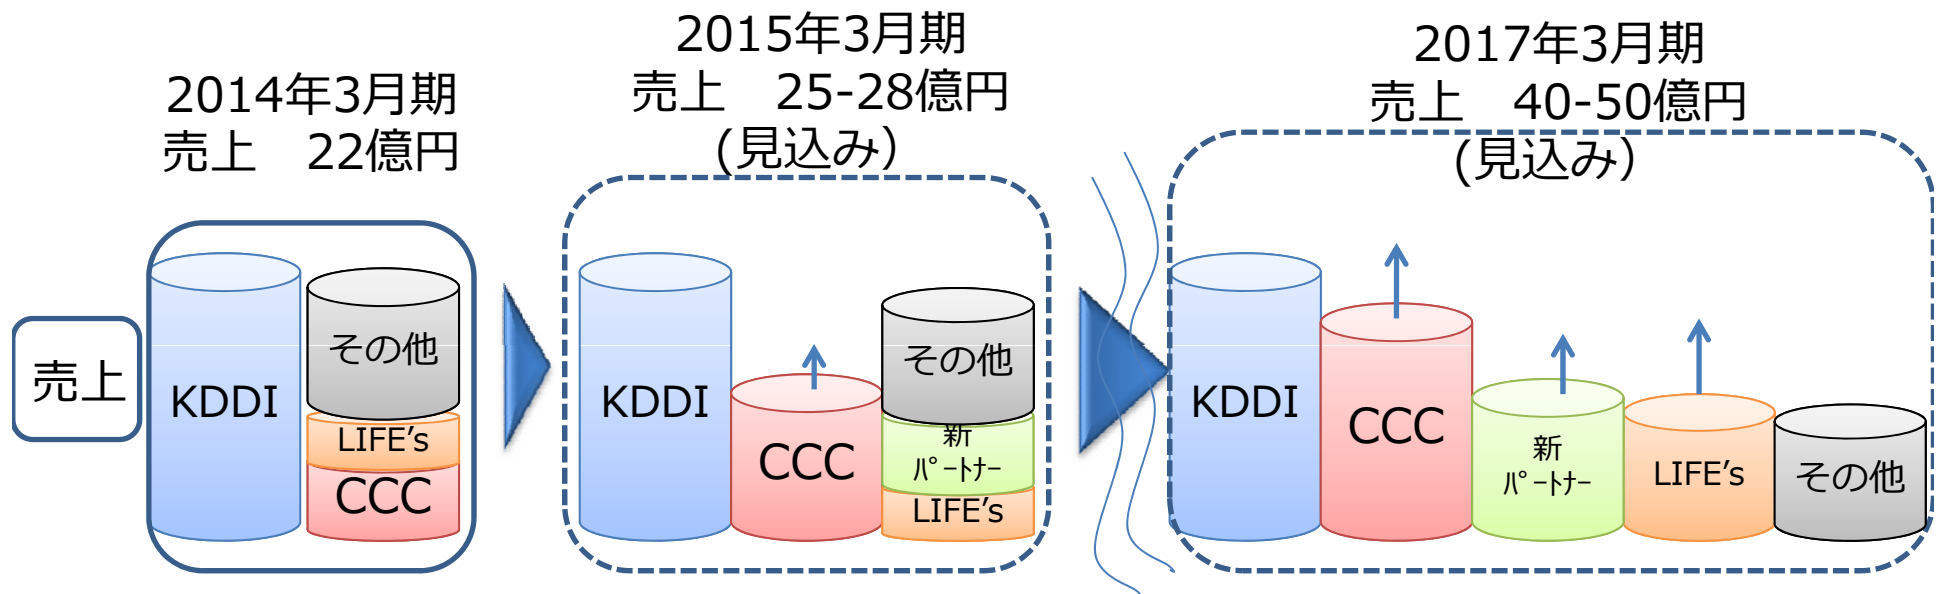 2014年3月期
売上　22億円
2015年3月期
売上　25-28億円
(見込み）
2017年3月期
売上　40-50億円
(見込み）
売上
KDDI
その他
LIFE's
CCC
KDDI
CCC
その他
新
ﾊﾟｰﾄﾅｰ
LIFE's
KDDI
CCC
新
ﾊﾟｰﾄﾅｰ
LIFE's
その他